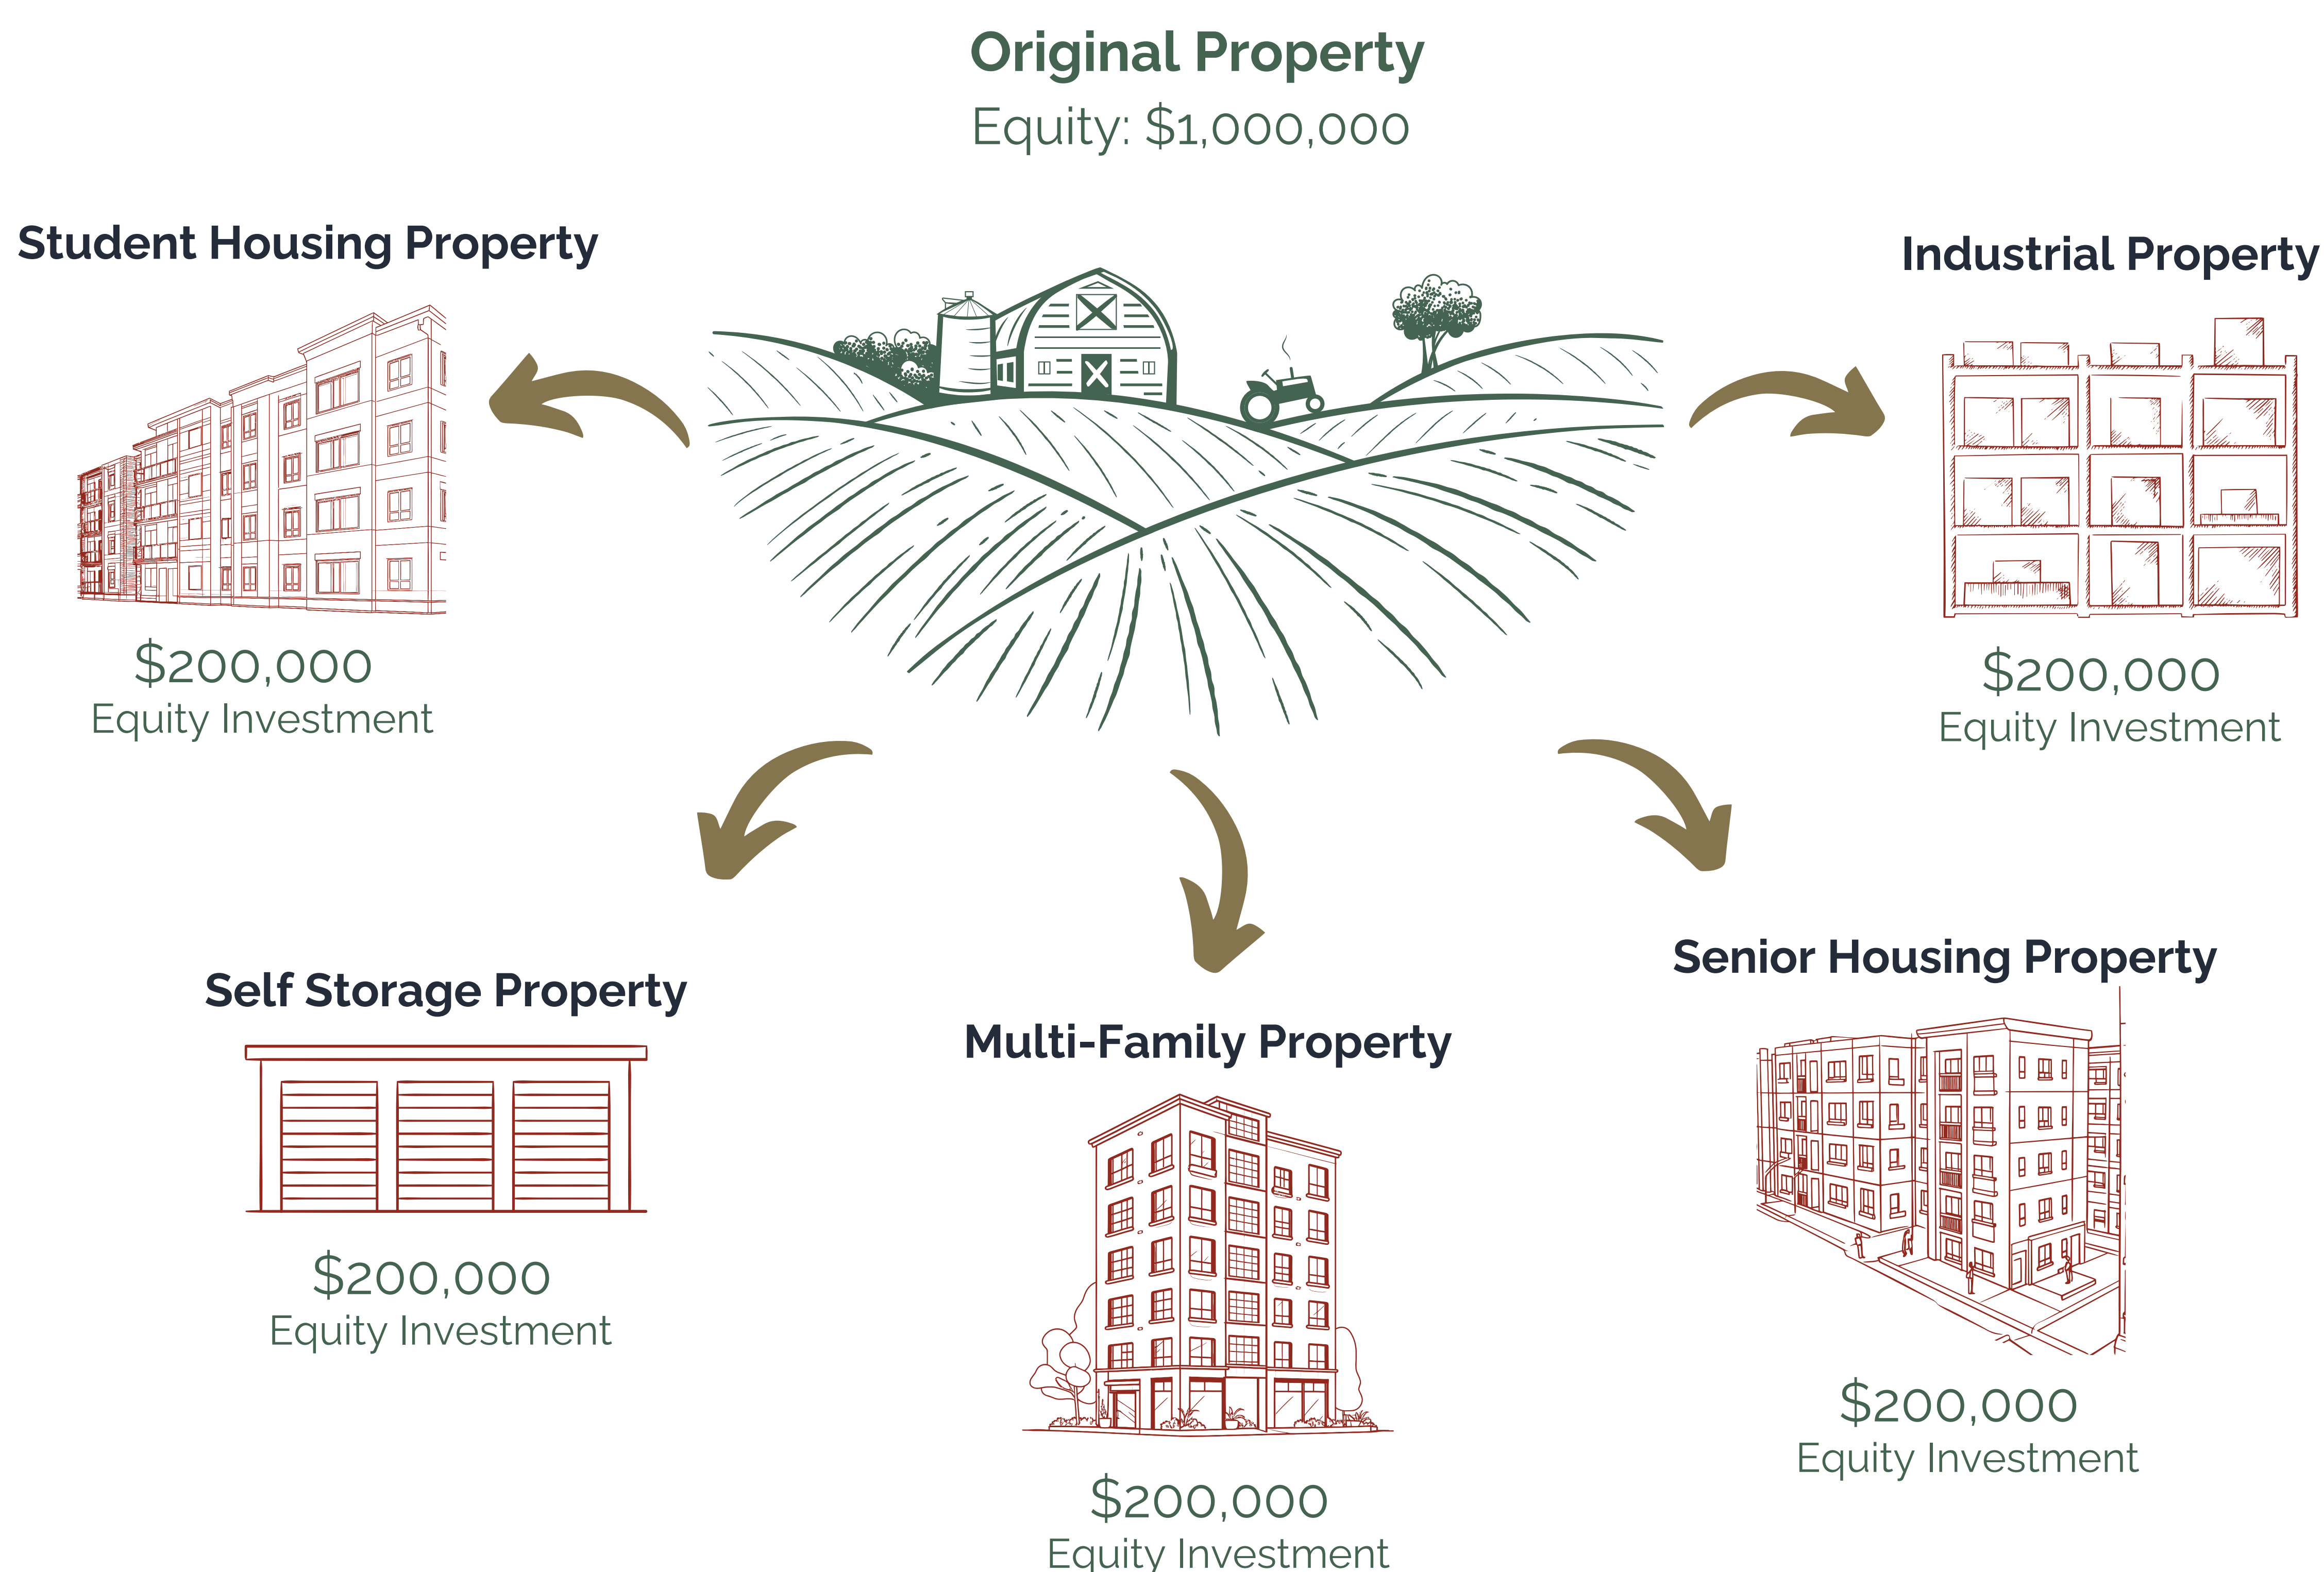 Original Property
Equity: $1,000,000
Student Housing Property
$200,000
Equity Investment
Industrial Property
$200,000
Equity Investment
Self Storage Property
$200,000
Equity Investment
Multi-Family Property
$200,000
Equity Investment
Senior Housing Property
$200,000
Equity Investment